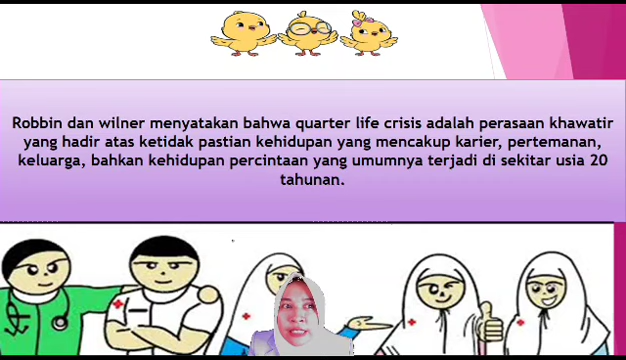 Robbin dan wilner menyatakan bahwa quarter life crisis adalah perasaan khawatir
yang hadir atas ketidak pastian kehidupan yang mencakup karier, pertemanan,
keluarga, bahkan kehidupan percintaan yang umumnya terjadi di sekitar usia 20
tahunan.